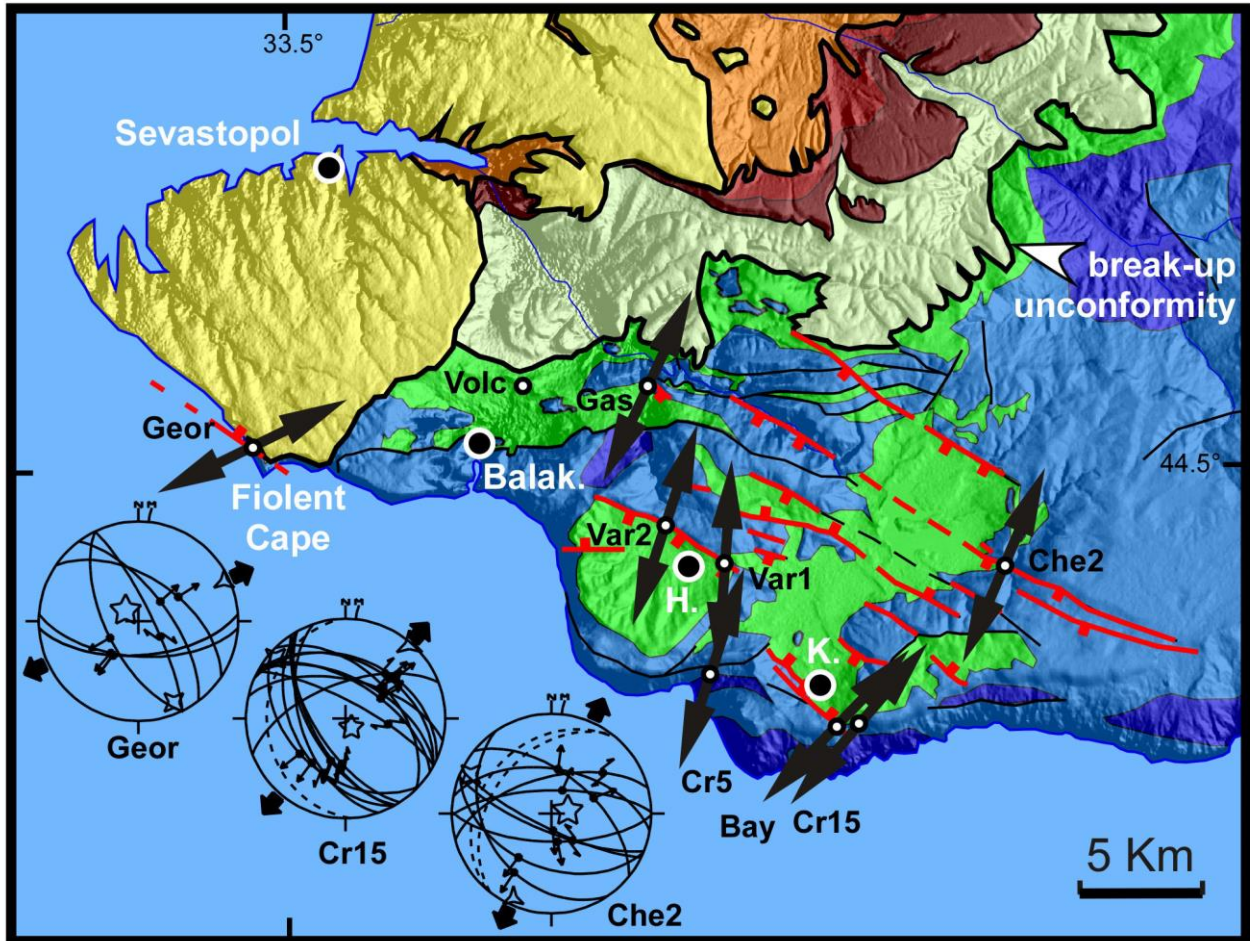 33.5°
Sevastopol
break-up
unconformity
Volc
Gas
Geor
Balak.
44.5°
Fiolent
Cape
Var2
Var1
Che2
H.
K.
N M
Geor
N M
Cr15
N M
Che2
Cr5
Bay
Cr15
5 Km